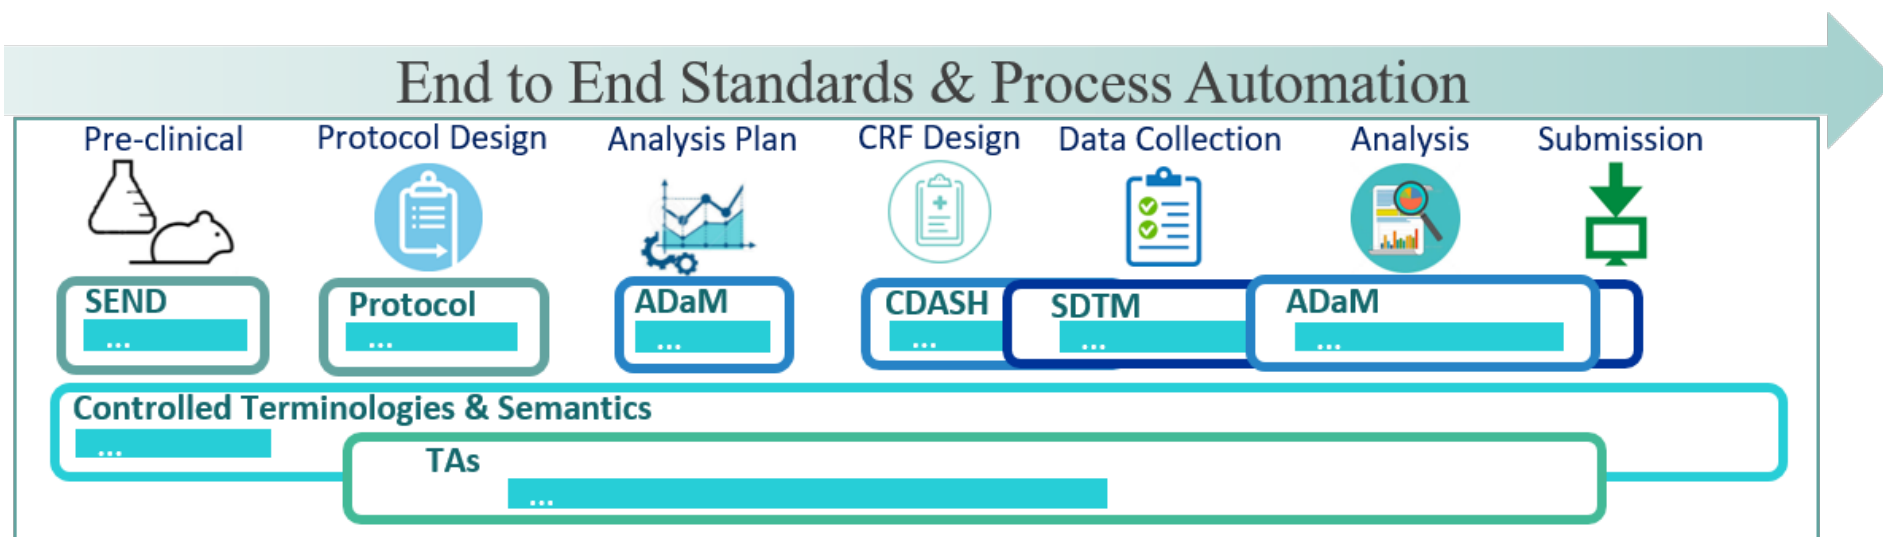 End to End Standards & Process Automation
Pre-clinical
Protocol Design
Analysis Plan
CRF Design
Data Collection
Analysis
Submission
SEND
...
Protocol
...
ADaM
...
CDASH
...
SDTM
...
ADaM
...
Controlled Terminologies & Semantics
...
TAs
...